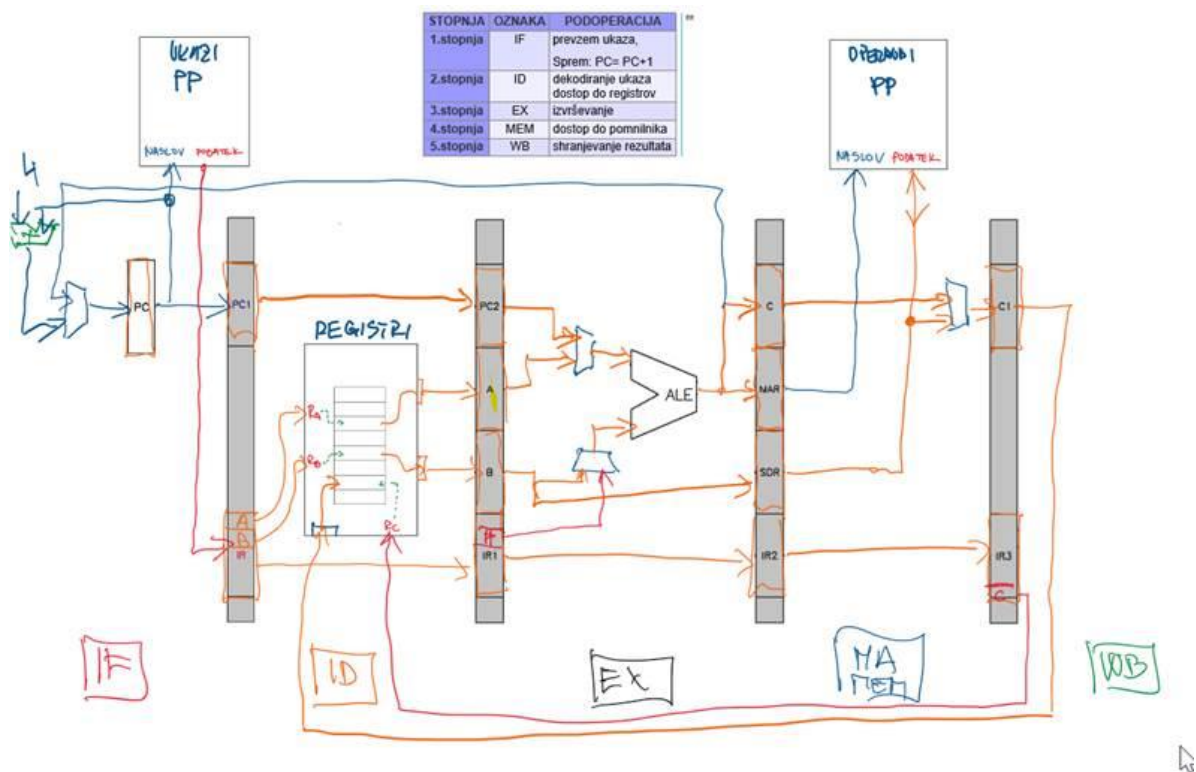 STOPNJA OZNAKA PODOPERACIJA
1.stopnja IF prevzem ukaza,
Sprem: PC= PC+1
2.stopnja ID dekodiranje ukaza
dostop do registrov
3.stopnja EX izvrševanje
4.stopnja MEM dostop do pomnilnika
5.stopnja WB shranjevanje rezultata
UKAZI
PP
NASLOV PODATEK
PP
NASLOV PODATEK
4
PC
PC1
PC2
C
C1
REGISTRI
A
ALE
MAR
RA
RB
B
SDR
A
B
IR
RC
IR1
IR2
IR3
C
IF
ID
EX
MA
MEM
WB